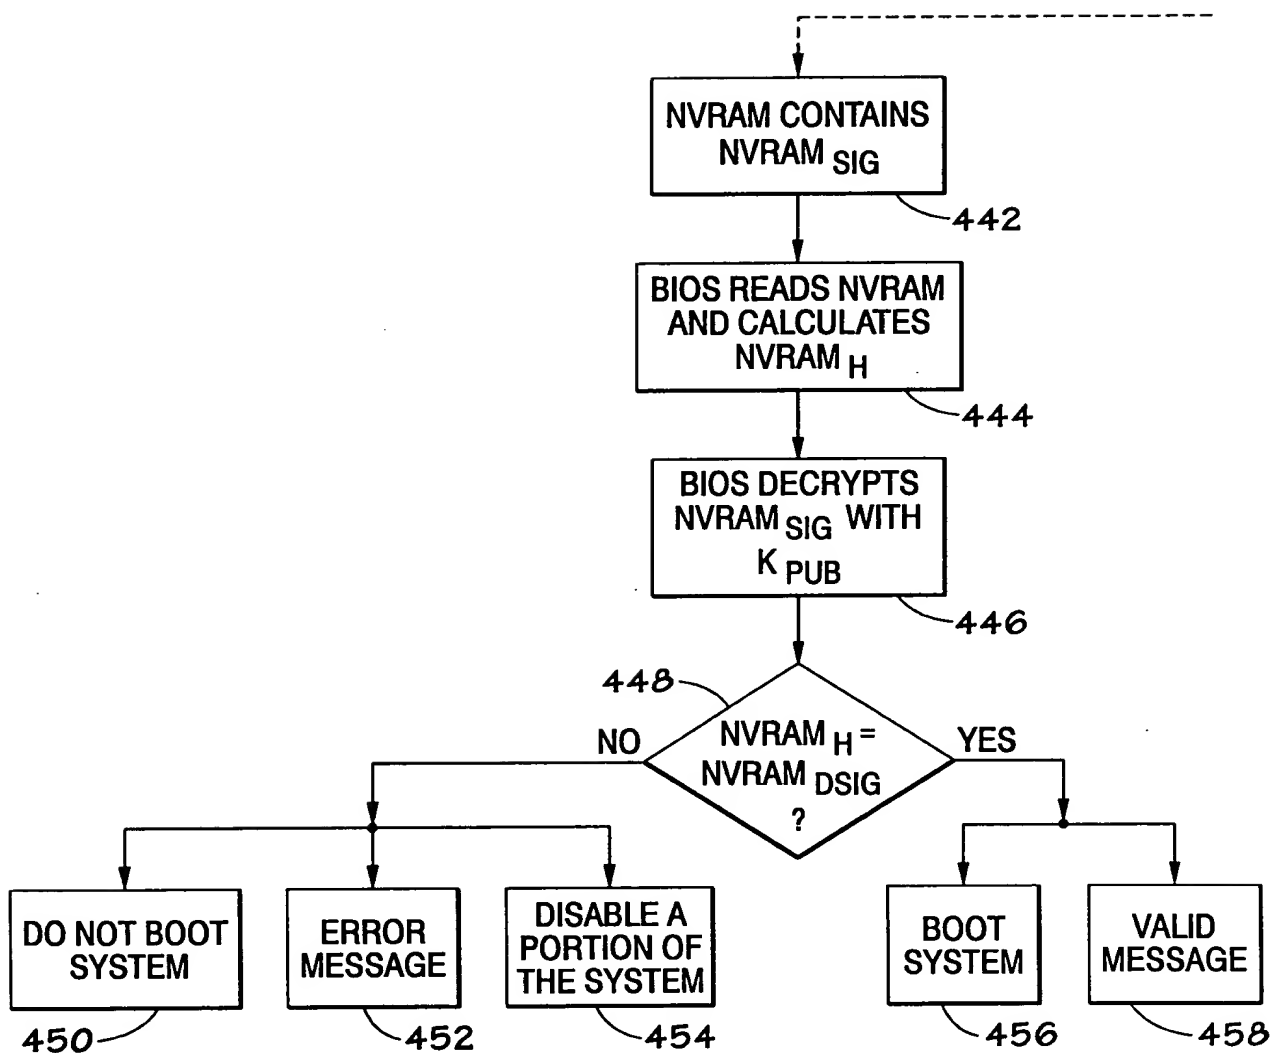 NVRAM CONTAINS
NVRAM SIG
442
BIOS READS NVRAM
AND CALCULATES
NVRAM H
444
BIOS DECRYPTS
NVRAM SIG WITH
K PUB
446
448
NO
NVRAM H =
NVRAM DSIG
?
YES
DO NOT BOOT
SYSTEM
450
ERROR
MESSAGE
452
DISABLE A
PORTION OF
THE SYSTEM
454
BOOT
SYSTEM
456
VALID
MESSAGE
458